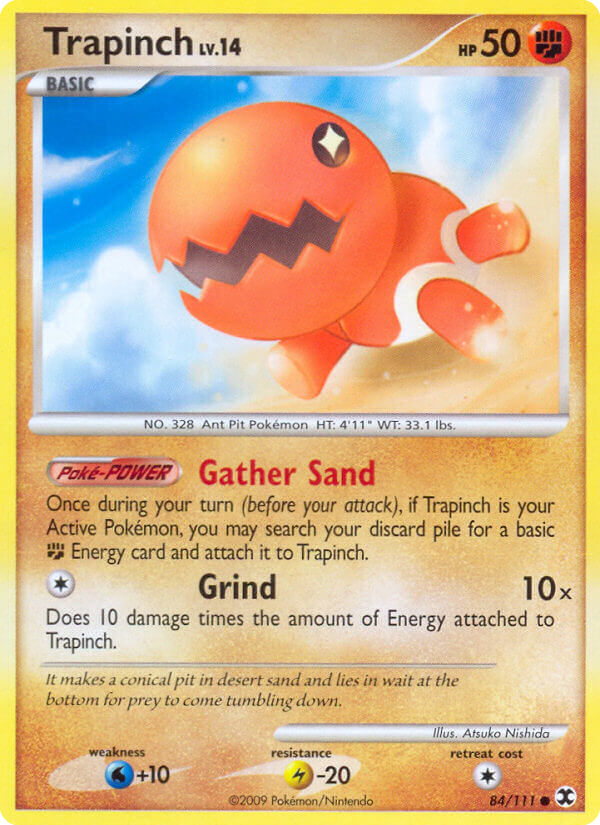 Trapinch LV.14
HP 50
BASIC
NO. 328 Ant Pit Pokémon HT: 4'11" WT: 33.1 lbs.
Poké-POWER Gather Sand
Once during your turn (before your attack), if Trapinch is your
Active Pokémon, you may search your discard pile for a basic
Energy card and attach it to Trapinch.
Grind 10x
Does 10 damage times the amount of Energy attached to
Trapinch.
It makes a conical pit in desert sand and lies in wait at the
bottom for prey to come tumbling down.
Illus. Atsuko Nishida
weakness resistance retreat cost
+10 -20
©2009 Pokémon/Nintendo 84/111